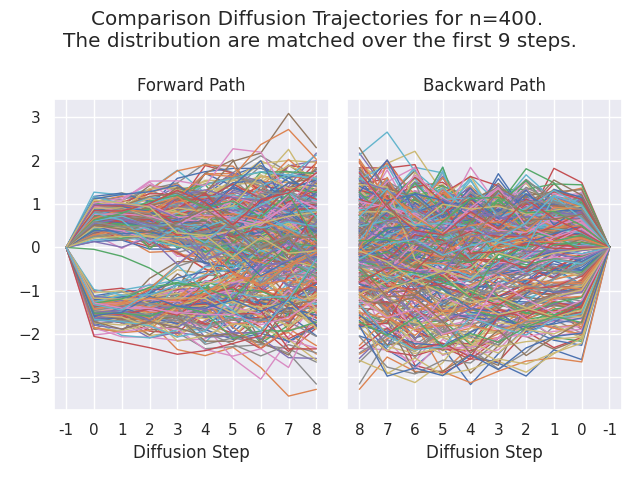 Comparison Diffusion Trajectories for n=400.
The distribution are matched over the first 9 steps.
Forward Path
Backward Path
3
2
1
0
−1
−2
−3
-1 0 1 2 3 4 5 6 7 8
8 7 6 5 4 3 2 1 0 -1
Diffusion Step
Diffusion Step